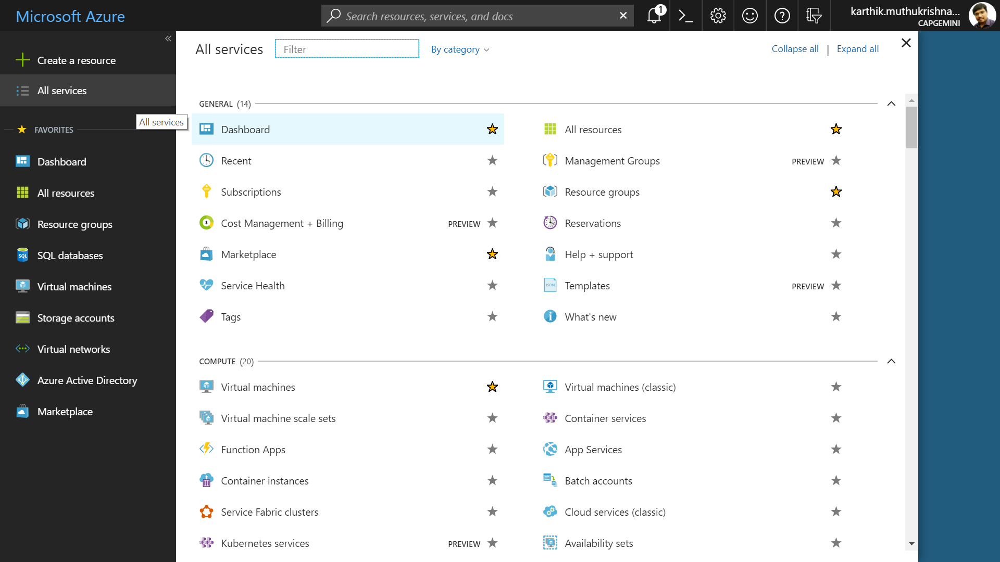 Microsoft Azure
Search resources, services, and docs
1
karthik.muthukrishna...
CAPGEMINI
Create a resource
All services
All services
FAVORITES
Dashboard
All resources
Resource groups
SQL
SQL databases
Virtual machines
Storage accounts
Virtual networks
Azure Active Directory
Marketplace
All services
Filter
By category
Collapse all | Expand all
GENERAL (14)
Dashboard
All resources
Recent
Management Groups PREVIEW
Subscriptions
Resource groups
Cost Management + Billing PREVIEW
Reservations
Marketplace
Help + support
Service Health
JSON
Templates PREVIEW
Tags
What's new
COMPUTE (20)
Virtual machines
Virtual machines (classic)
Virtual machine scale sets
Container services
Function Apps
App Services
Container instances
Batch accounts
Service Fabric clusters
Cloud services (classic)
Kubernetes services PREVIEW
Availability sets